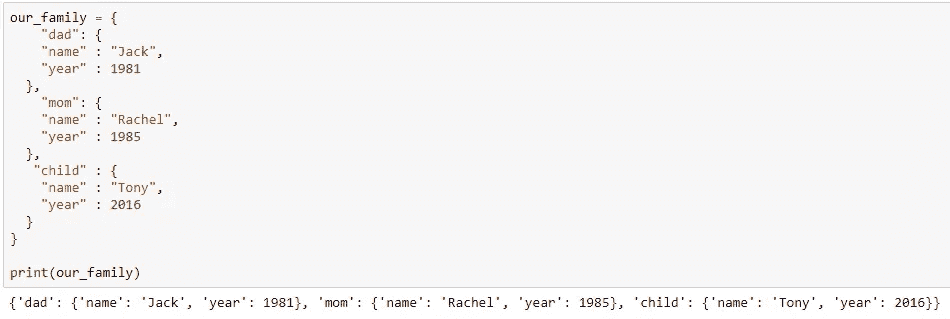 our_family = {
    "dad": {
    "name" : "Jack",
    "year" : 1981
  },
    "mom": {
    "name" : "Rachel",
    "year" : 1985
  },
   "child" : {
    "name" : "Tony",
    "year" : 2016
  }
}

print(our_family)
{'dad': {'name': 'Jack', 'year': 1981}, 'mom': {'name': 'Rachel', 'year': 1985}, 'child': {'name': 'Tony', 'year': 2016}}